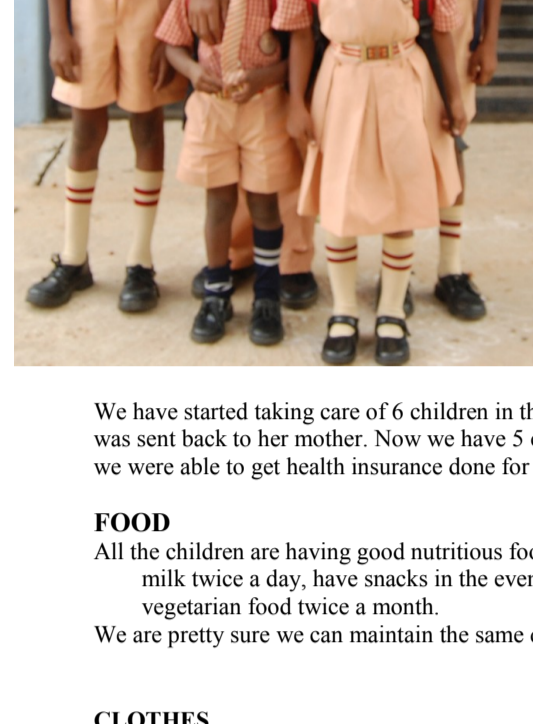 We have started taking care of 6 children in
was sent back to her mother. Now we have 5
we were able to get health insurance done for
FOOD
All the children are having good nutritious
milk twice a day, have snacks in the
vegetarian food twice a month.
We are pretty sure we can maintain the same
CLOTHES